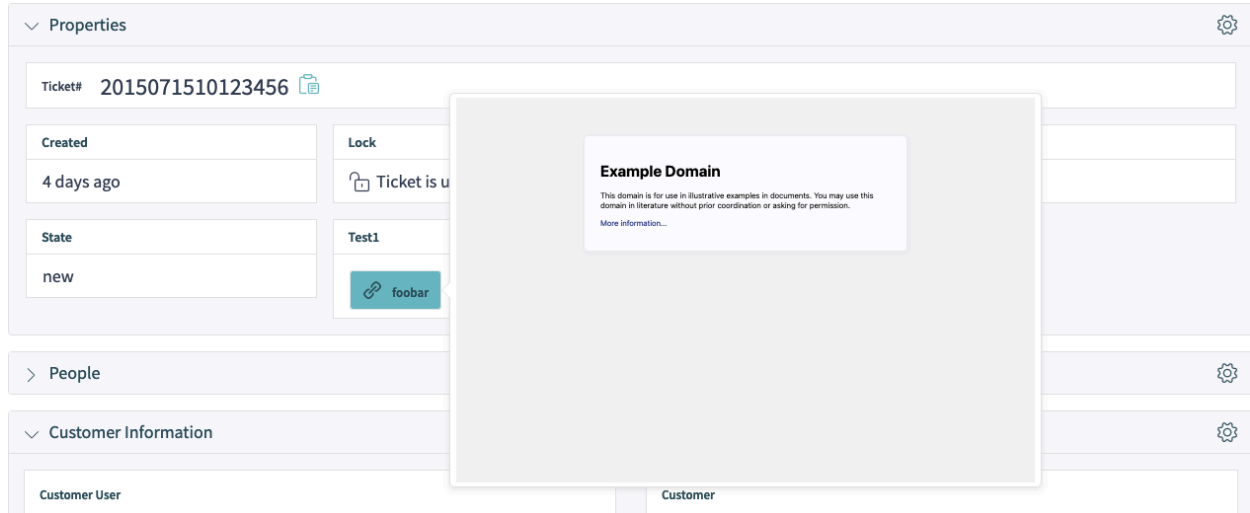 Properties
Ticket# 2015071510123456
Created
4 days ago
Lock
Ticket is u
State
new
Test1
foobar
Example Domain
This domain is for use in illustrative examples in documents. You may use this
domain in literature without prior coordination or asking for permission.
More information...
People
Customer Information
Customer User
Customer